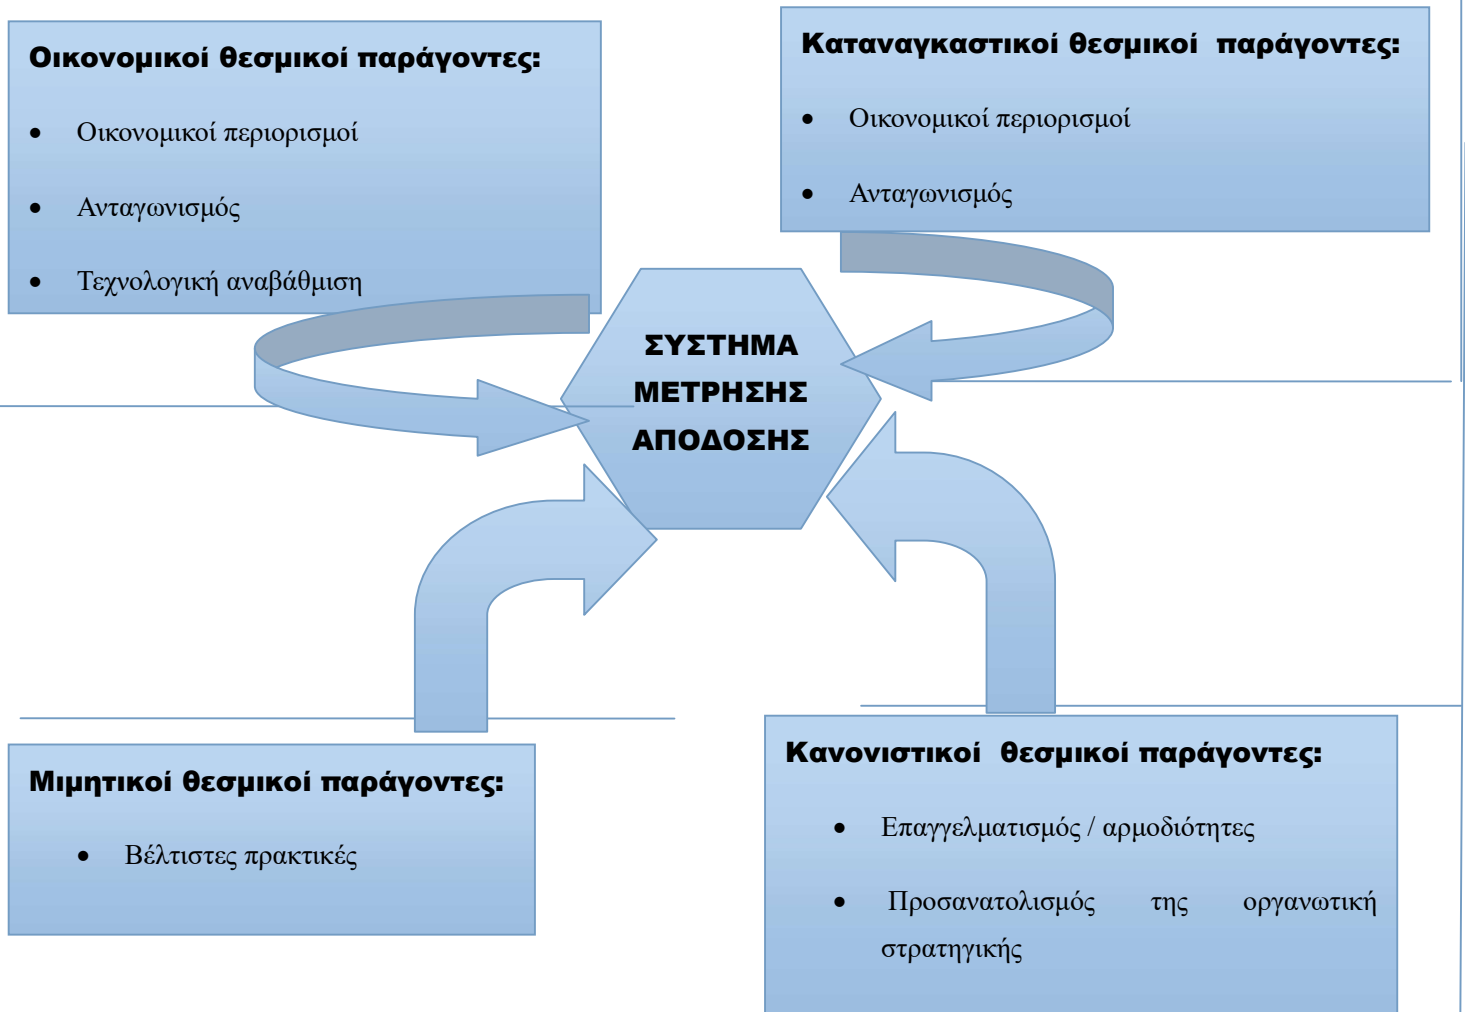 Οικονομικοί θεσμικοί παράγοντες:
• Οικονομικοί περιορισμοί
• Ανταγωνισμός
• Τεχνολογική αναβάθμιση
Καταναγκαστικοί θεσμικοί παράγοντες:
• Οικονομικοί περιορισμοί
• Ανταγωνισμός
ΣΥΣΤΗΜΑ
ΜΕΤΡΗΣΗΣ
ΑΠΟΔΟΣΗΣ
Μιμητικοί θεσμικοί παράγοντες:
• Βέλτιστες πρακτικές
Κανονιστικοί θεσμικοί παράγοντες:
• Επαγγελματισμός / αρμοδιότητες
• Προσανατολισμός της οργανωτική
στρατηγικής